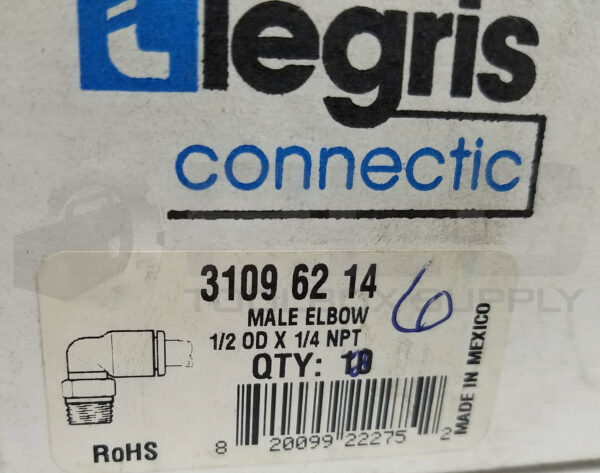 legris
connectic
3109 62 14
6
MALE ELBOW
1/2 OD X 1/4 NPT
QTY: 10
MADE IN MEXICO
RoHS
8 20099 22275 2
SUPPLY